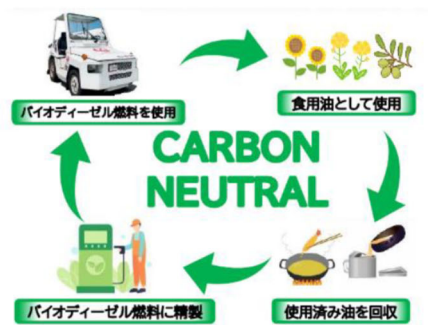 バイオディーゼル燃料を使用
食用油として使用
CARBON
NEUTRAL
バイオディーゼル燃料に精製
使用済み油を回収